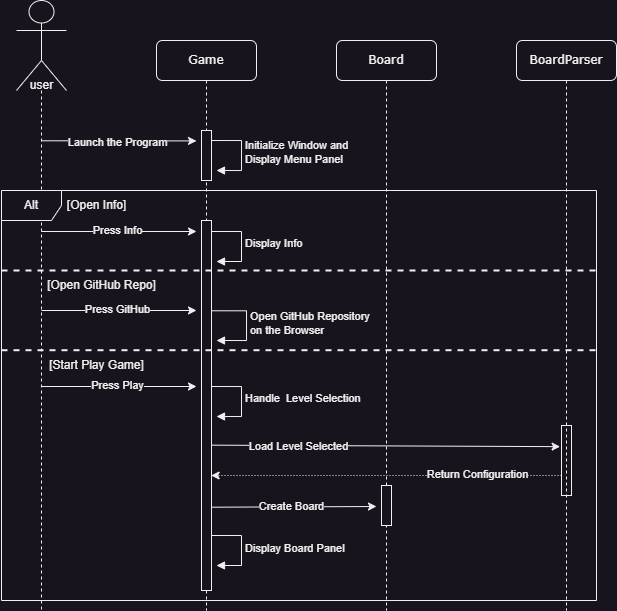 Game
Board
BoardParser
user
Launch the Program
Initialize Window and
Display Menu Panel
Alt
[Open Info]
Press Info
Display Info
[Open GitHub Repo]
Press GitHub
Open GitHub Repository
on the Browser
[Start Play Game]
Press Play
Handle Level Selection
Load Level Selected
Return Configuration
Create Board
Display Board Panel